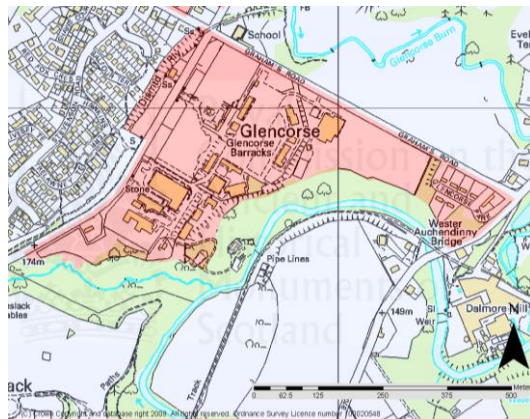 School
Glencorse Burn
GRAHAM'S ROAD
Glencorse
Glencorse
Barracks
GRAHAM'S ROAD
Stone
Wester
Auchendinny
Bridge
174m
Pipe Lines
149m
Sl
Weir
Dalmore Mill
N
Track
Paths
0 62.5 125 250 375 500
(C) Crown Copyright and database right 2009. All rights reserved. Ordnance Survey Licence number 100020548